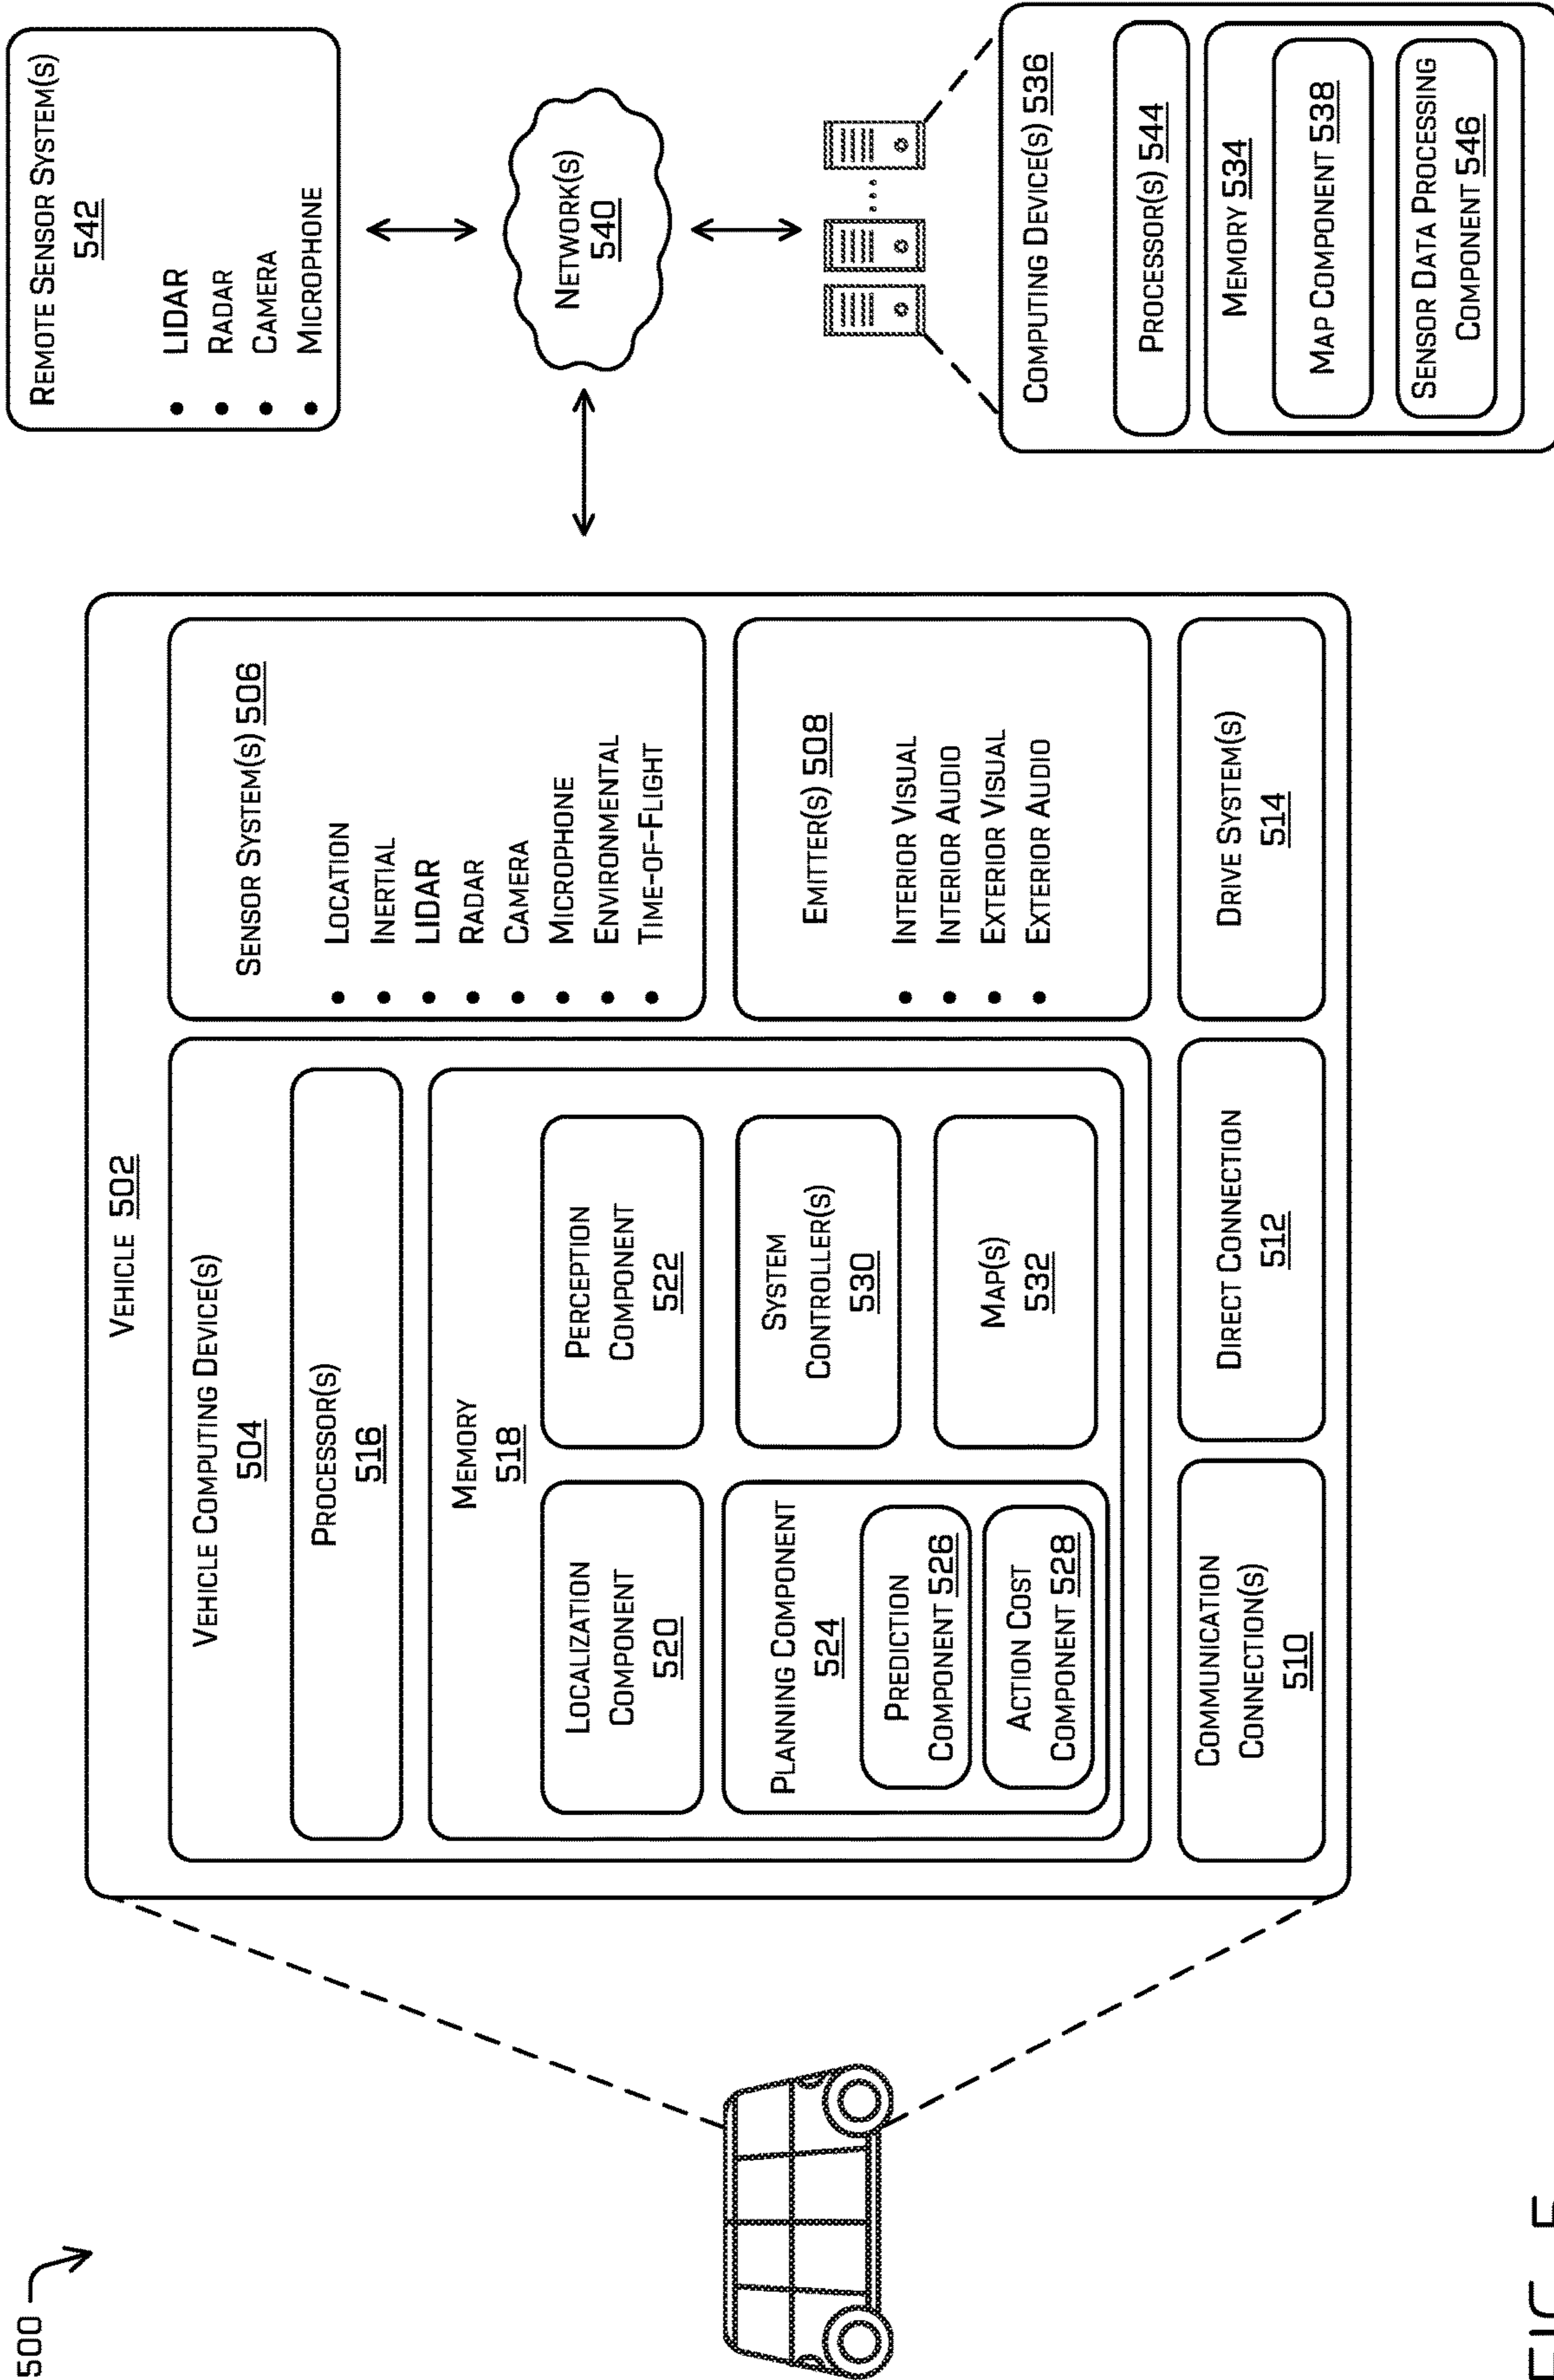 500
VEHICLE 502
VEHICLE COMPUTING DEVICE(S)
504
PROCESSOR(S)
516
MEMORY
518
LOCALIZATION
COMPONENT
520
PERCEPTION
COMPONENT
522
PLANNING COMPONENT
524
PREDICTION
COMPONENT 526
ACTION COST
COMPONENT 528
SYSTEM
CONTROLLER(S)
530
MAP(S)
532
SENSOR SYSTEM(S) 506
• LOCATION
• INERTIAL
• LIDAR
• RADAR
• CAMERA
• MICROPHONE
• ENVIRONMENTAL
• TIME-OF-FLIGHT
EMITTER(S) 508
• INTERIOR VISUAL
• INTERIOR AUDIO
• EXTERIOR VISUAL
• EXTERIOR AUDIO
COMMUNICATION
CONNECTION(S)
510
DIRECT CONNECTION
512
DRIVE SYSTEM(S)
514
REMOTE SENSOR SYSTEM(S)
542
• LIDAR
• RADAR
• CAMERA
• MICROPHONE
NETWORK(S)
540
COMPUTING DEVICE(S) 536
PROCESSOR(S) 544
MEMORY 534
MAP COMPONENT 538
SENSOR DATA PROCESSING
COMPONENT 546